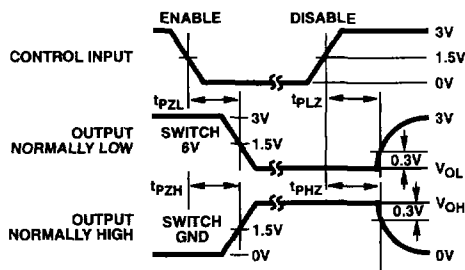 ENABLE
DISABLE
CONTROL INPUT
3V
1.5V
0V
tPZL
tPLZ
OUTPUT
NORMALLY LOW
SWITCH
6V
3V
1.5V
3V
0.3V
VOL
tPZH
tPHZ
OUTPUT
NORMALLY HIGH
SWITCH
GND
1.5V
0V
VOH
0.3V
0V